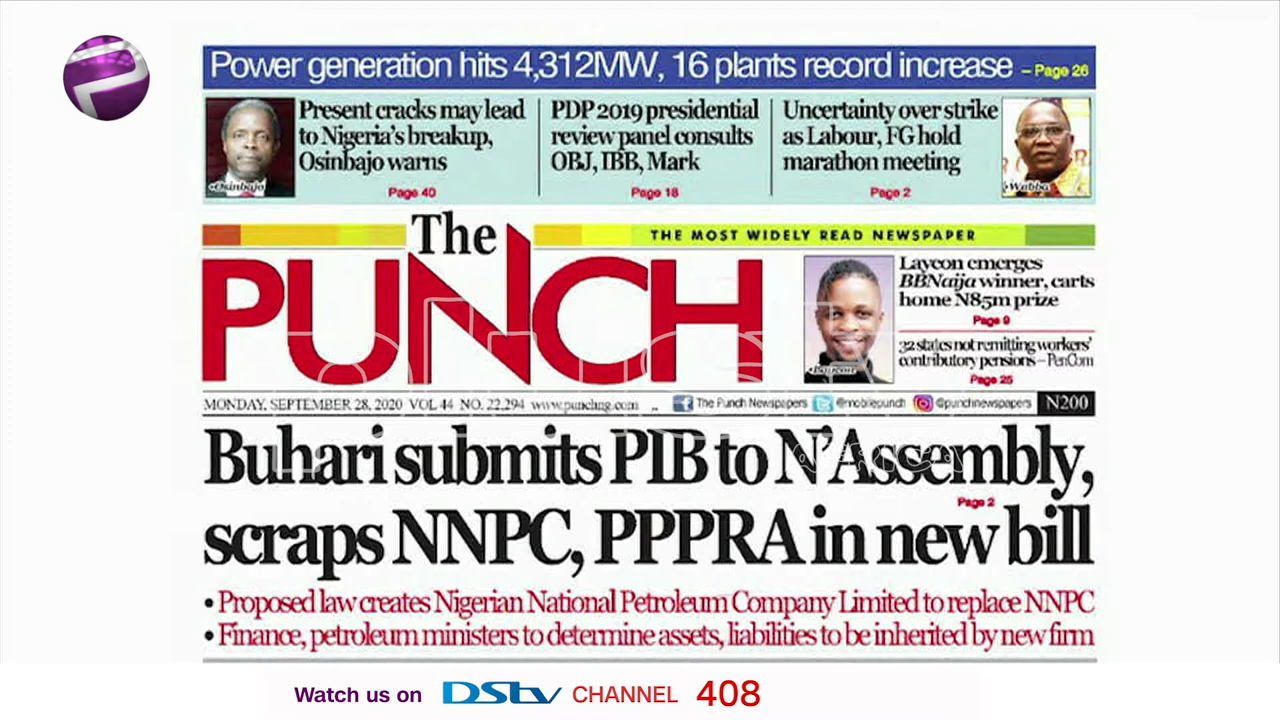 Power generation hits 4,312MW, 16 plants record increase – Page 26
Present cracks may lead
to Nigeria's breakup,
Osinbajo warns
Page 40
•Osinbajo
PDP 2019 presidential
review panel consults
OBJ, IBB, Mark
Page 18
Uncertainty over strike
as Labour, FG hold
marathon meeting
Page 2
•Wabba
The
PUNCH
THE MOST WIDELY READ NEWSPAPER
Laycon emerges
BBNaija winner, carts
home N85m prize
Page 9
•Laycon
32 states not remitting workers'
contributory pensions – PenCom
Page 25
MONDAY, SEPTEMBER 28, 2020 VOL 44 NO. 22,294 www.punchng.com The Punch Newspapers @mobilepunch @punchnewspapers N200
Buhari submits PIB to N'Assembly,
Page 2
scraps NNPC, PPPRA in new bill
• Proposed law creates Nigerian National Petroleum Company Limited to replace NNPC
• Finance, petroleum ministers to determine assets, liabilities to be inherited by new firm
plus
africa
Watch us on DStv CHANNEL 408